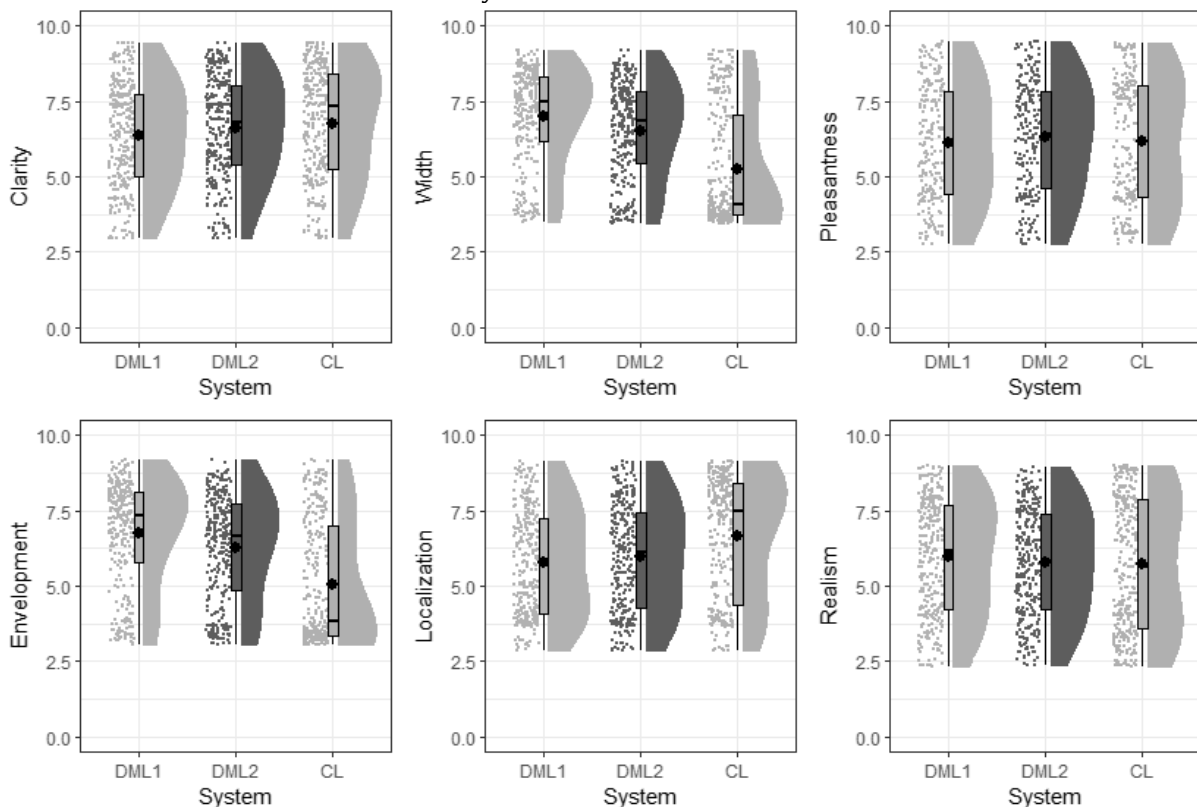 10.0
7.5
5.0
2.5
0.0
Clarity
DML1 DML2 CL
System
10.0
7.5
5.0
2.5
0.0
Width
DML1 DML2 CL
System
10.0
7.5
5.0
2.5
0.0
Pleasantness
DML1 DML2 CL
System
10.0
7.5
5.0
2.5
0.0
Envelopment
DML1 DML2 CL
System
10.0
7.5
5.0
2.5
0.0
Localization
DML1 DML2 CL
System
10.0
7.5
5.0
2.5
0.0
Realism
DML1 DML2 CL
System